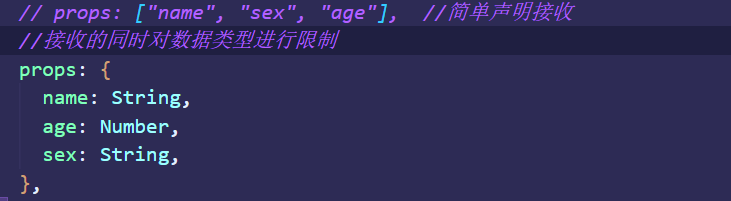 // props: ["name", "sex", "age"],  //简单声明接收
//接收的同时对数据类型进行限制
props: {
  name: String,
  age: Number,
  sex: String,
},